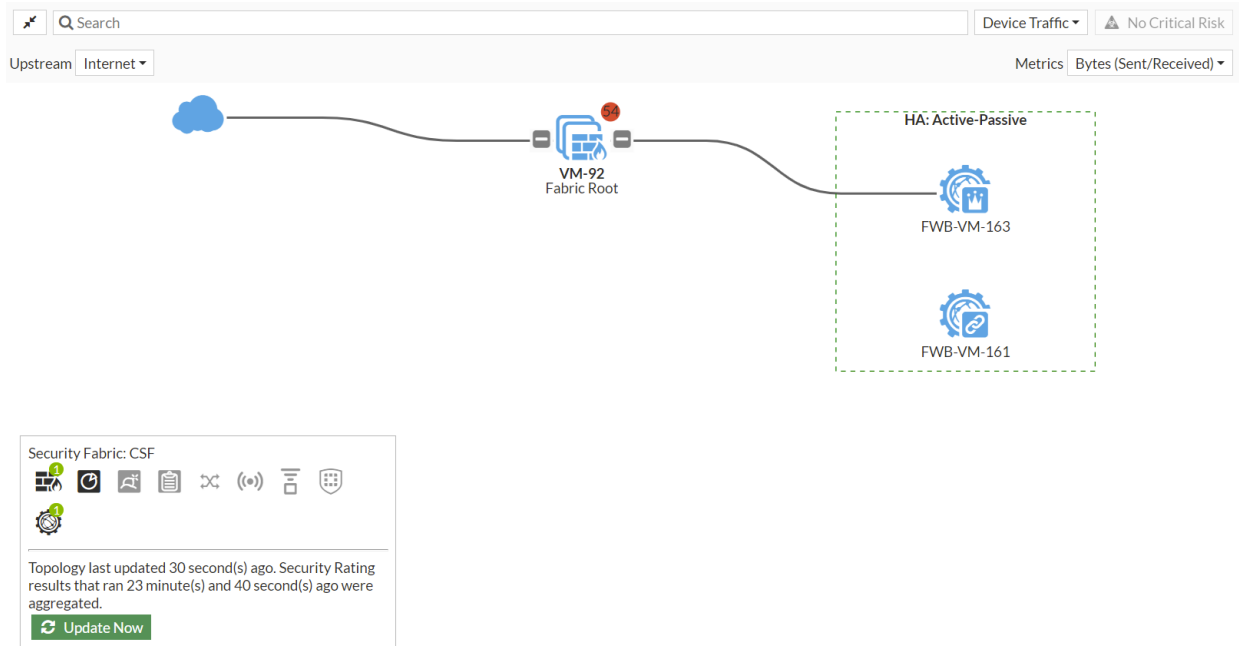 Search
Device Traffic
No Critical Risk
Upstream Internet
Metrics Bytes (Sent/Received)
54
HA: Active-Passive
VM-92
Fabric Root
FWB-VM-163
FWB-VM-161
Security Fabric: CSF
1
1
Topology last updated 30 second(s) ago. Security Rating
results that ran 23 minute(s) and 40 second(s) ago were
aggregated.
Update Now